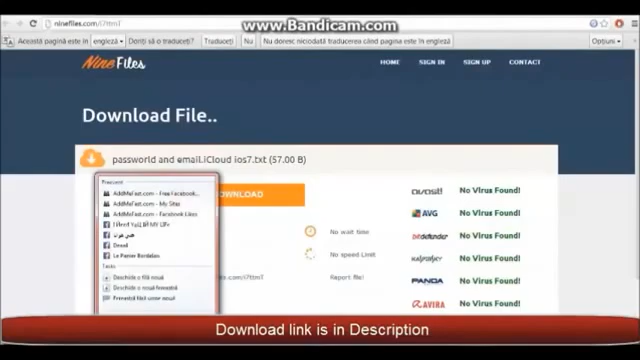 www.Bandicam.com
ninefiles.com/i7ttmT
Această pagină este în engleză Doriți să o traduceți? Traduceți Nu Nu doresc niciodată traducerea când pagina este în engleză Opțiuni
NineFiles HOME SIGN IN SIGN UP CONTACT
Download File..
passworld and email.iCloud ios7.txt (57.00 B)
Frecvent
AddMeFast.com - Free Facebook...
AddMeFast.com - My Sites
AddMeFast.com - Facebook Likes
MY LIFe
Le Panier Bordelais
Tasks
Deschide o filă nouă
Deschide o nouă fereastră
Fereastră
OWNLOAD
No wait time
No speed Limit
Report file!
No Virus Found!
AVG No Virus Found!
bitdefender No Virus Found!
No Virus Found!
PANDA No Virus Found!
AVIRA No Virus Found!
Download link is in Description